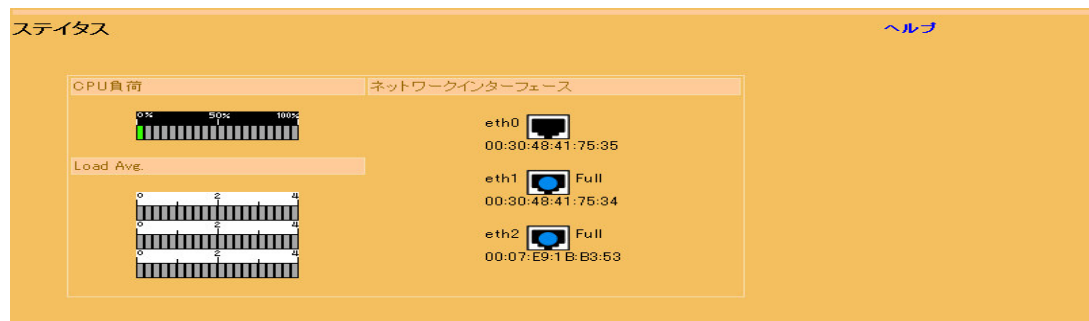 ステイタス
ヘルプ
CPU負荷
0% 50% 100%
Load Avg.
0 2 4
0 2 4
0 2 4
ネットワークインターフェース
eth0
00:30:48:41:75:35
eth1 Full
00:30:48:41:75:34
eth2 Full
00:07:E9:1B:B3:53